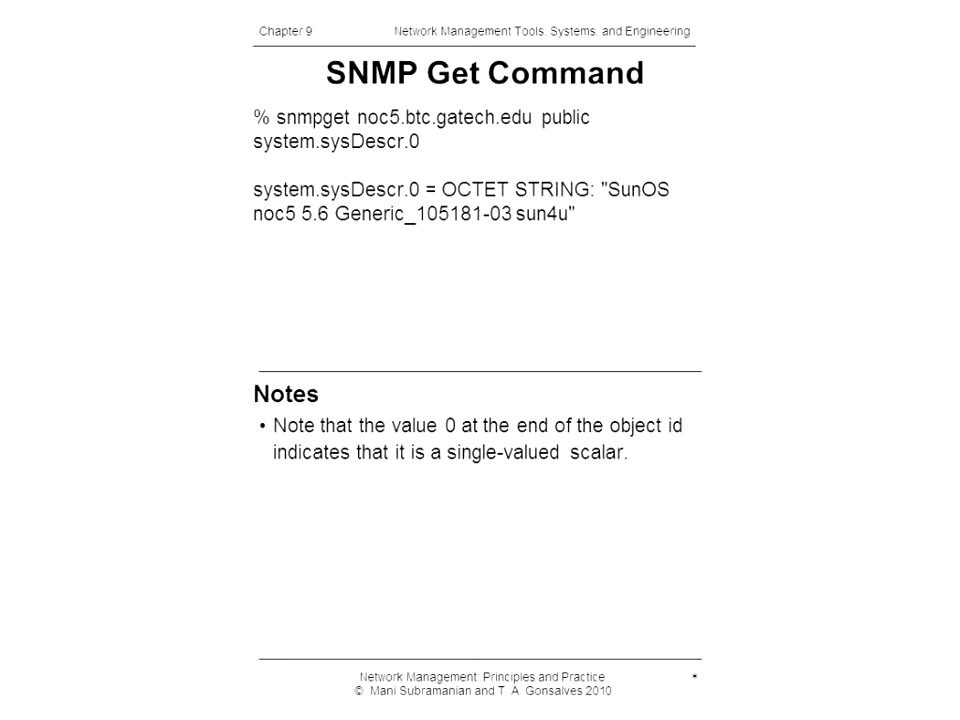 Chapter 9 Network Management Tools, Systems, and Engineering
SNMP Get Command
% snmpget noc5.btc.gatech.edu public
system.sysDescr.0
system.sysDescr.0 = OCTET STRING: "SunOS
noc5 5.6 Generic_105181-03 sun4u"
Notes
• Note that the value 0 at the end of the object id
indicates that it is a single-valued scalar.
Network Management: Principles and Practice *
© Mani Subramanian and T. A. Gonsalves 2010